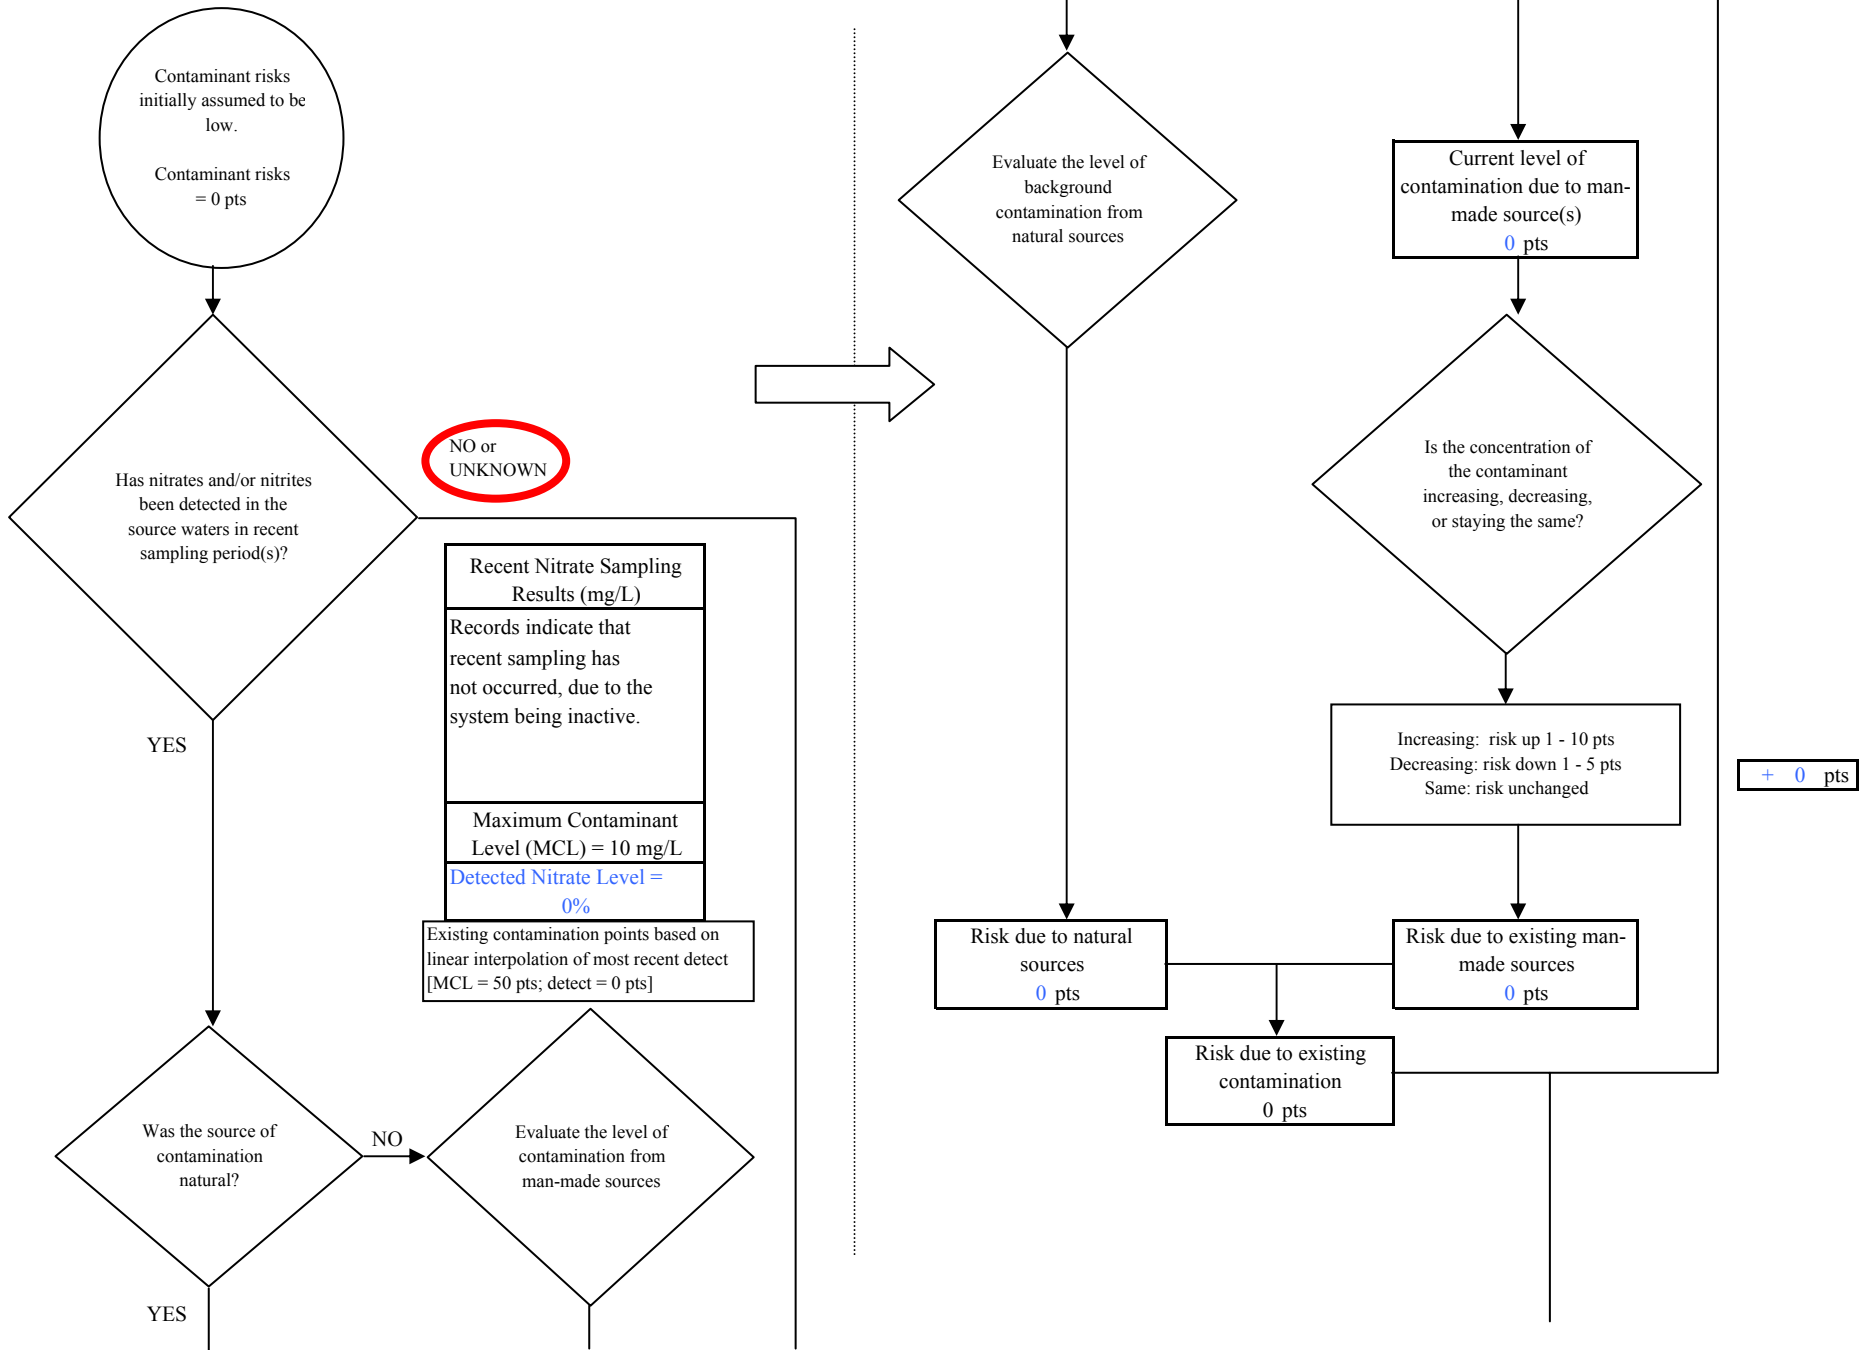 Contaminant risks
initially assumed to be
low.
Contaminant risks
= 0 pts
Has nitrates and/or nitrites
been detected in the
source waters in recent
sampling period(s)?
NO or
UNKNOWN
Recent Nitrate Sampling
Results (mg/L)
Records indicate that
recent sampling has
not occurred, due to the
system being inactive.
Maximum Contaminant
Level (MCL) = 10 mg/L
Detected Nitrate Level =
0%
Existing contamination points based on
linear interpolation of most recent detect
[MCL = 50 pts; detect = 0 pts]
YES
Was the source of
contamination
natural?
NO
Evaluate the level of
contamination from
man-made sources
YES
Evaluate the level of
background
contamination from
natural sources
Current level of
contamination due to man-
made source(s)
0 pts
Is the concentration of
the contaminant
increasing, decreasing,
or staying the same?
Increasing: risk up 1 - 10 pts
Decreasing: risk down 1 - 5 pts
Same: risk unchanged
+ 0 pts
Risk due to natural
sources
0 pts
Risk due to existing man-
made sources
0 pts
Risk due to existing
contamination
0 pts